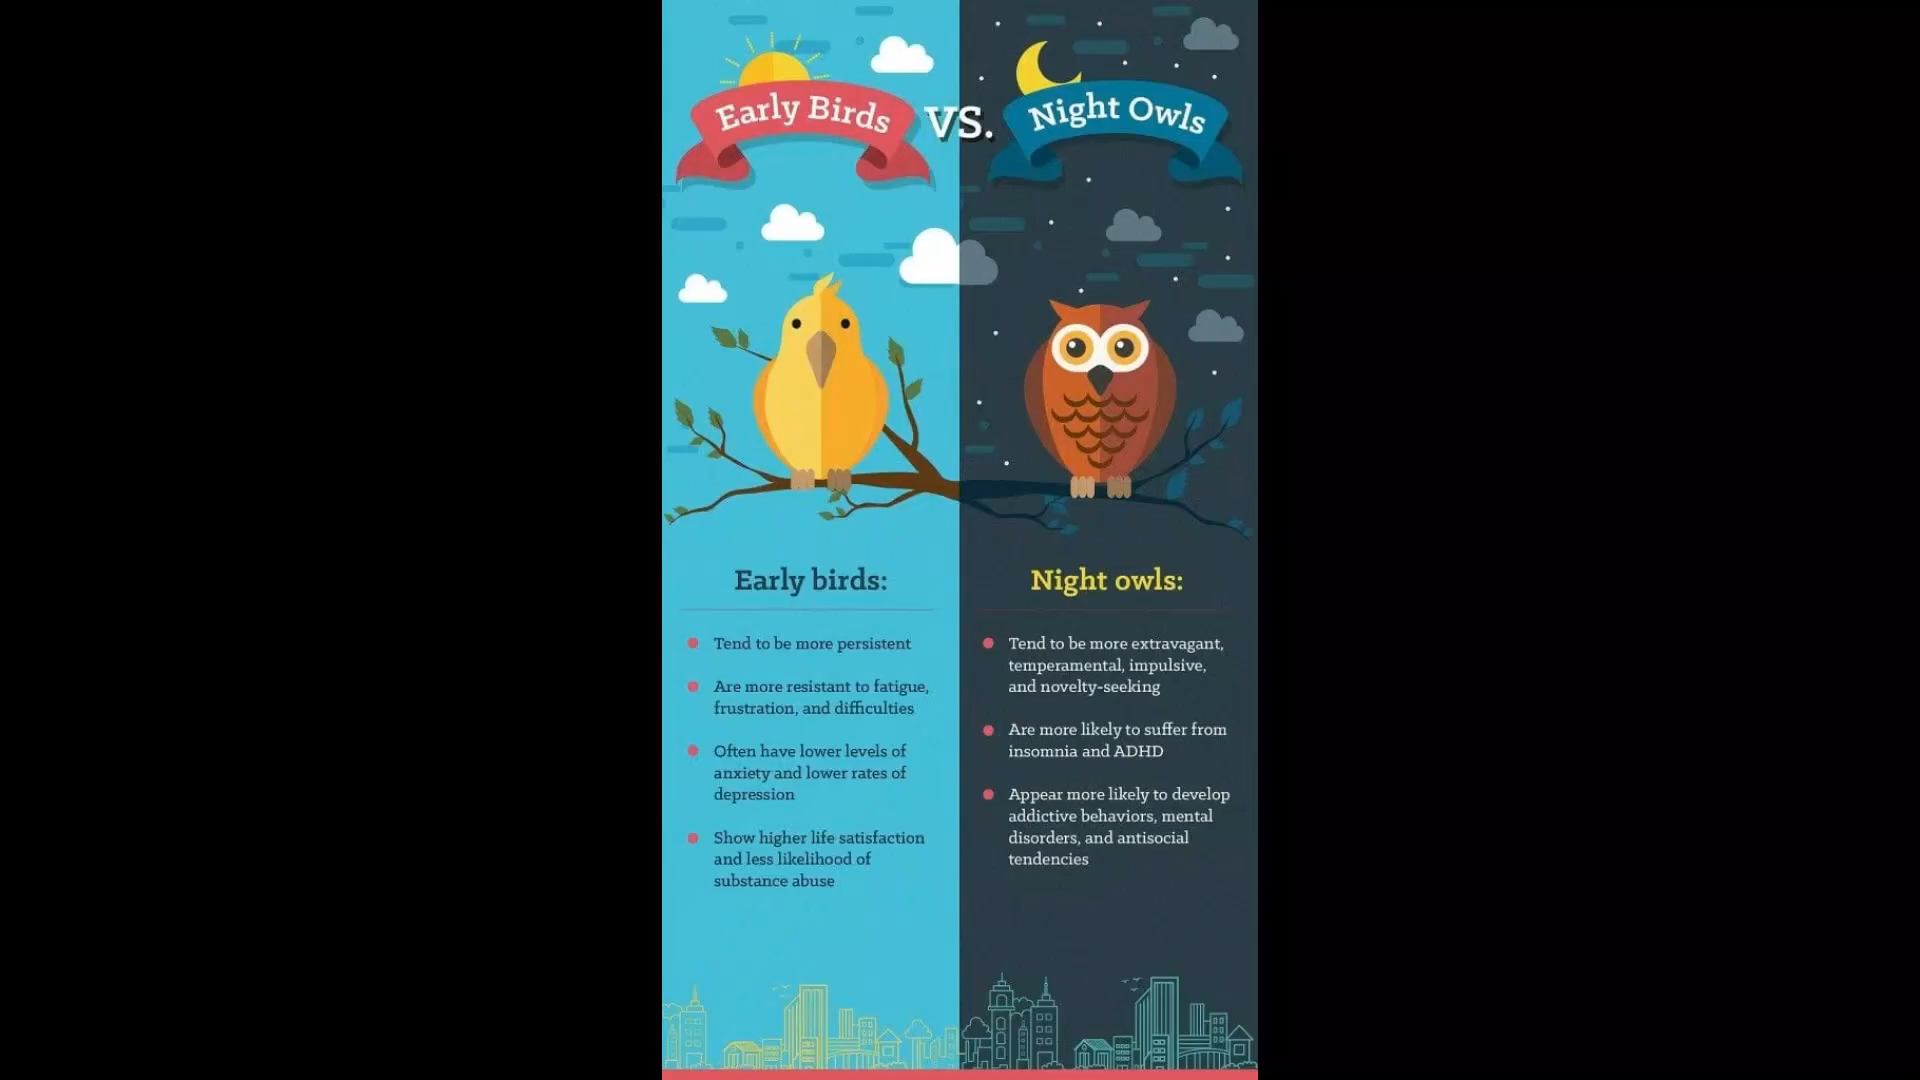 Early Birds
VS.
Night Owls
Early birds:
Tend to be more persistent
Are more resistant to fatigue,
frustration, and difficulties
Often have lower levels of
anxiety and lower rates of
depression
Show higher life satisfaction
and less likelihood of
substance abuse
Night owls:
Tend to be more extravagant,
temperamental, impulsive,
and novelty-seeking
Are more likely to suffer from
insomnia and ADHD
Appear more likely to develop
addictive behaviors, mental
disorders, and antisocial
tendencies